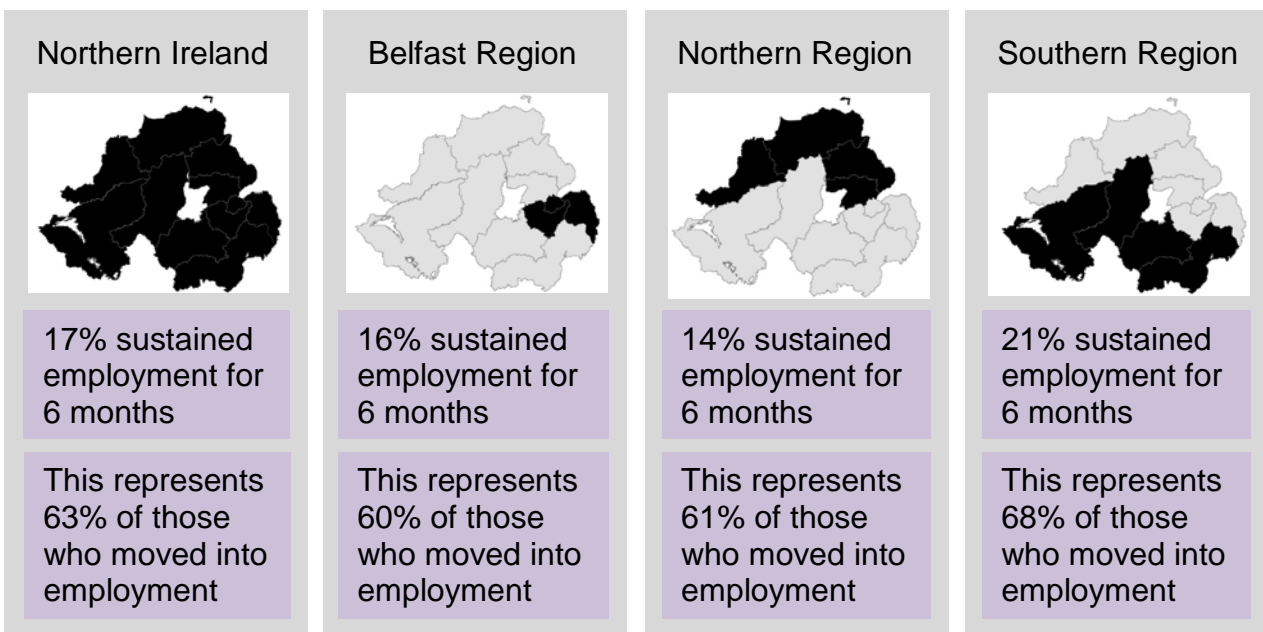 Northern Ireland
17% sustained
employment for
6 months
This represents
63% of those
who moved into
employment
Belfast Region
16% sustained
employment for
6 months
This represents
60% of those
who moved into
employment
Northern Region
14% sustained
employment for
6 months
This represents
61% of those
who moved into
employment
Southern Region
21% sustained
employment for
6 months
This represents
68% of those
who moved into
employment